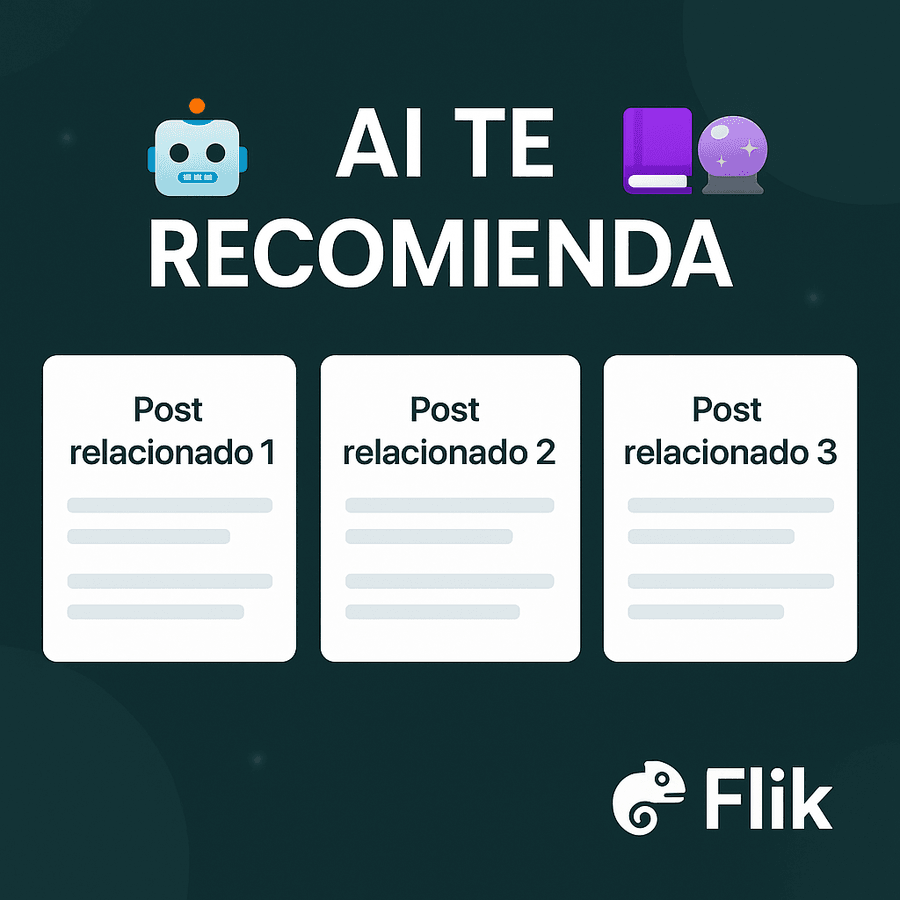 AI TE
RECOMIENDA
Post
relacionado 1
Post
relacionado 2
Post
relacionado 3
Flik